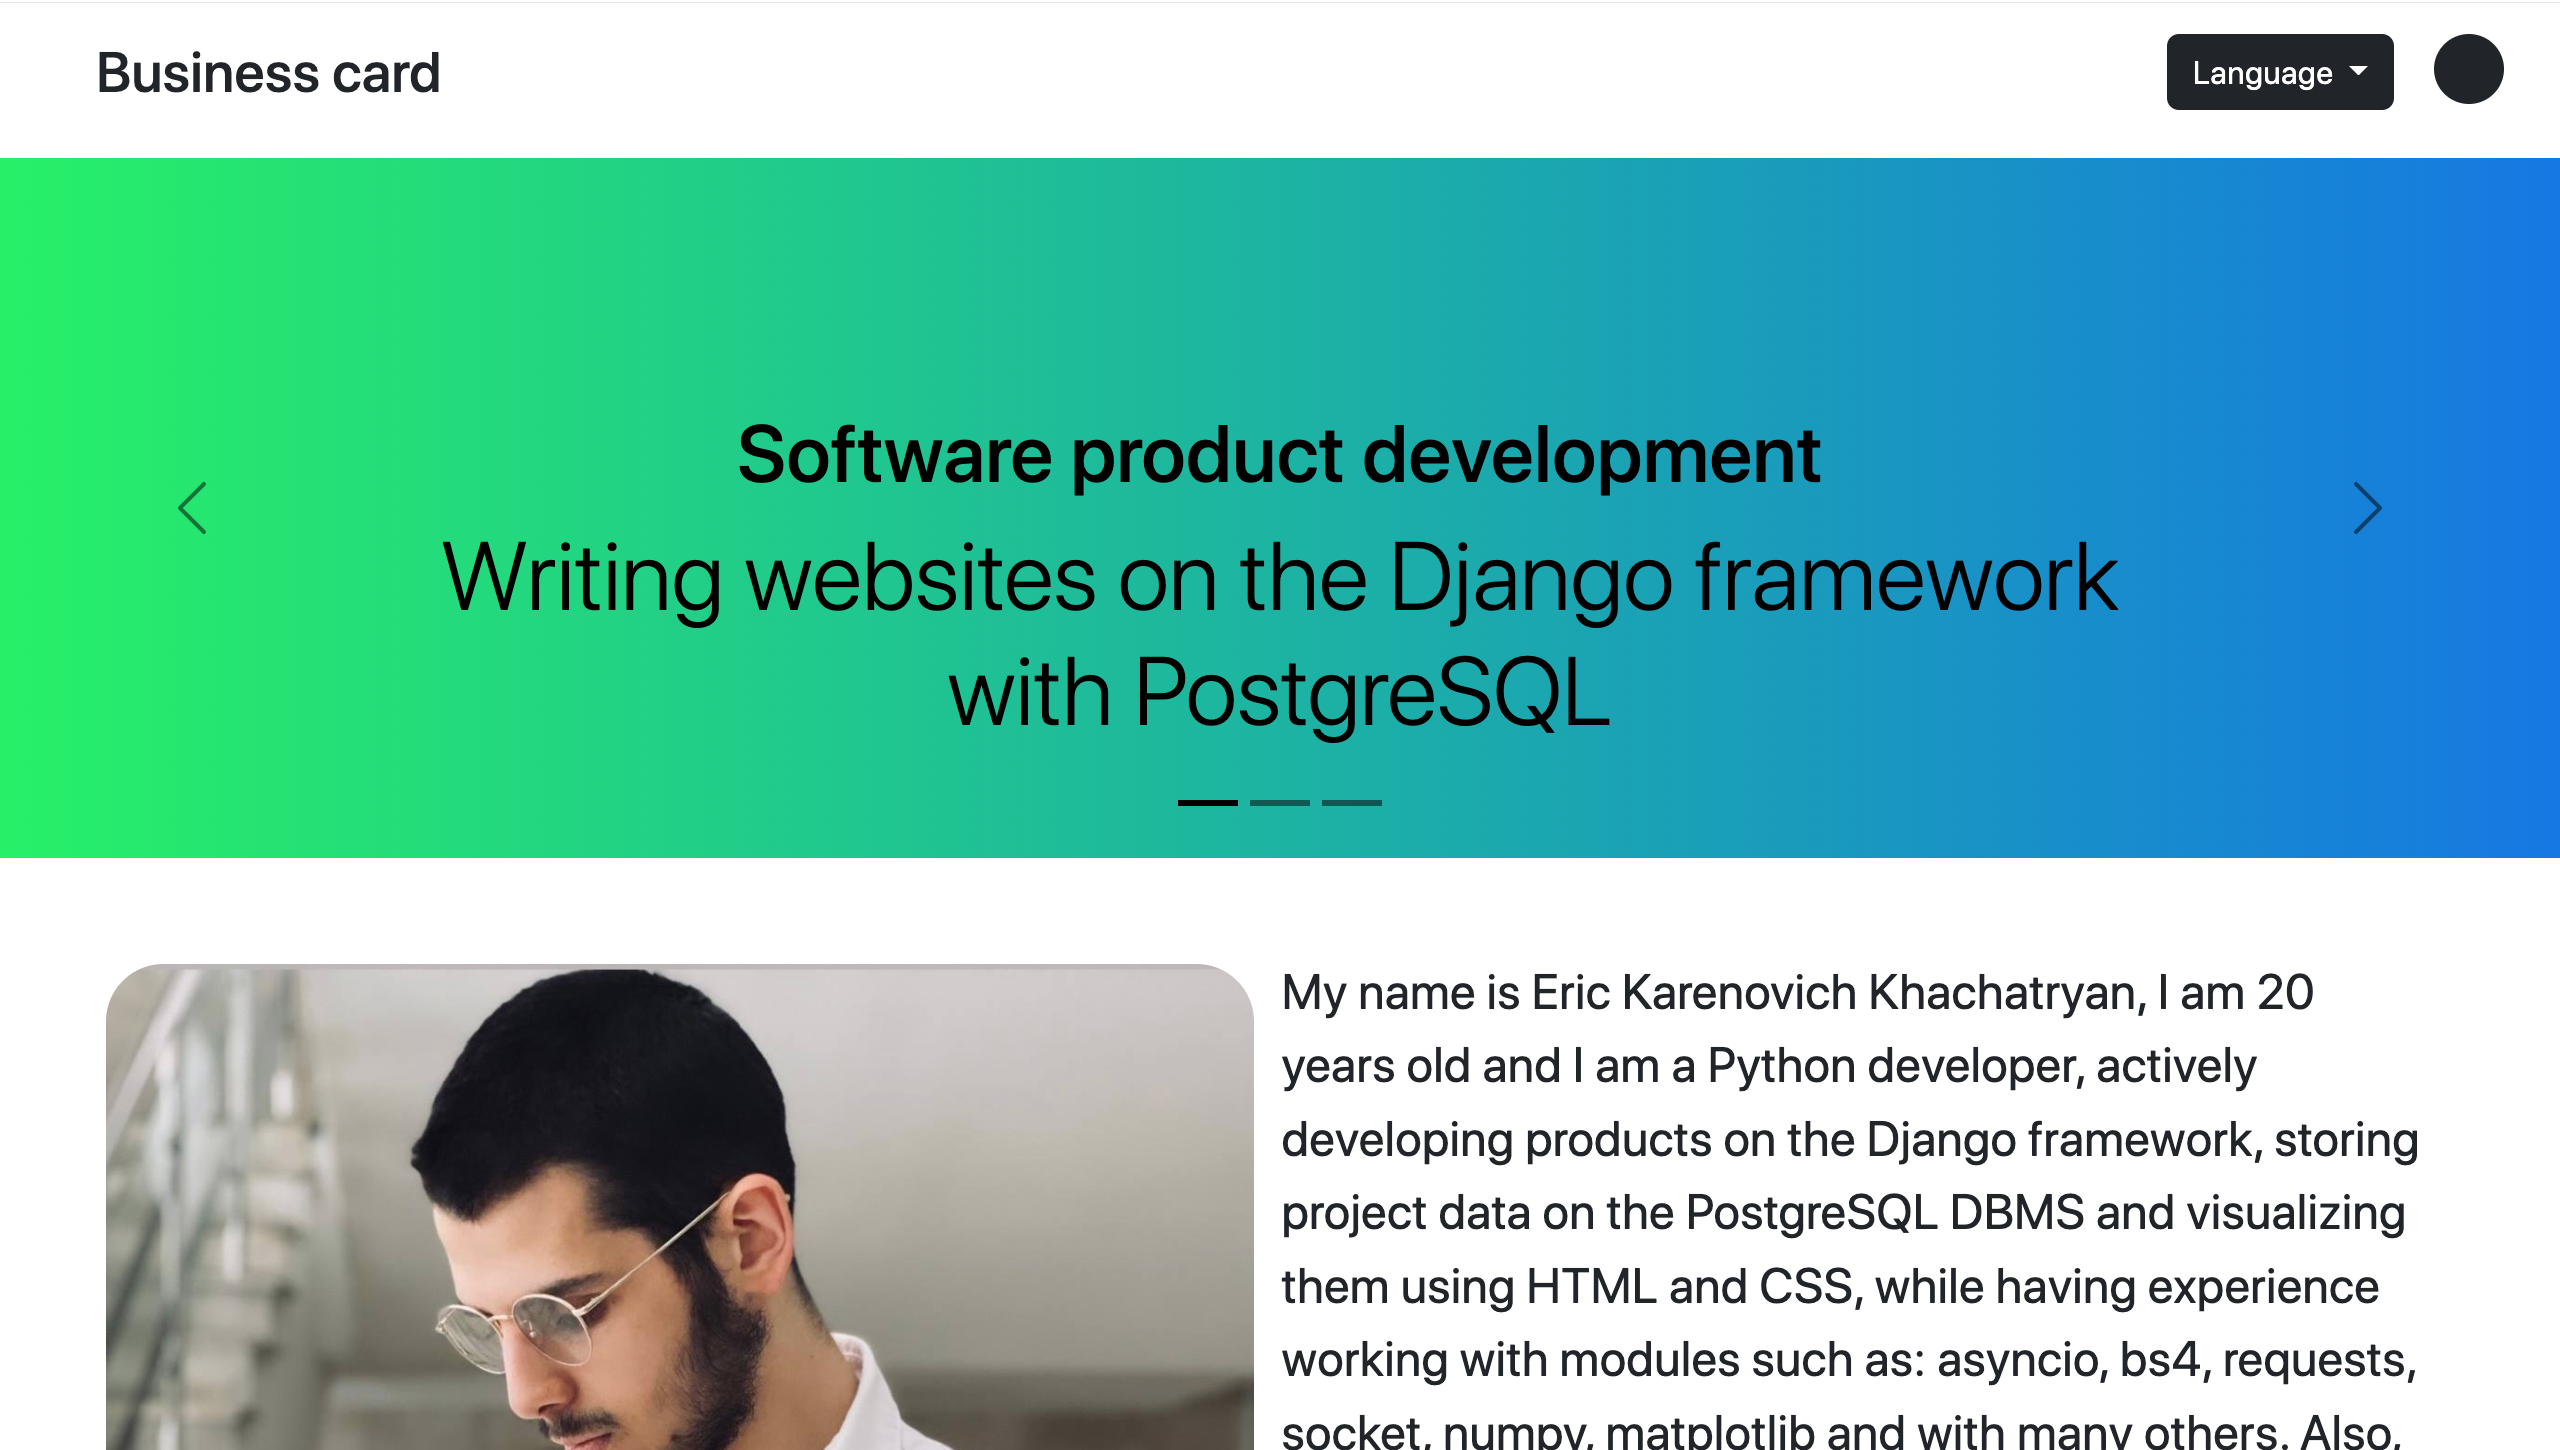 Business card
Language
Software product development
Writing websites on the Django framework
with PostgreSQL
My name is Eric Karenovich Khachatryan, I am 20
years old and I am a Python developer, actively
developing products on the Django framework, storing
project data on the PostgreSQL DBMS and visualizing
them using HTML and CSS, while having experience
working with modules such as: asyncio, bs4, requests,
socket, numpy, matplotlib and with many others. Also,